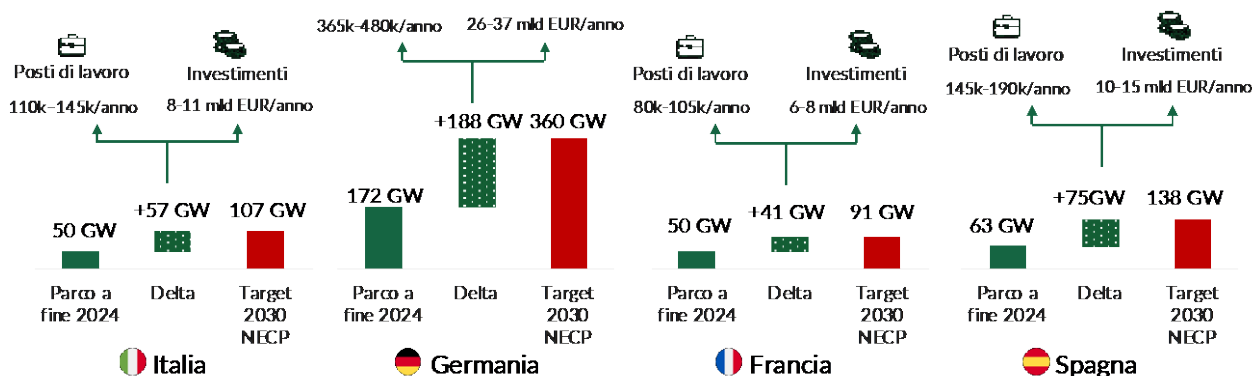 Posti di lavoro
Investimenti
110k-145k/anno
8-11 mld EUR/anno
+57 GW
107 GW
50 GW
Parco a
fine 2024
Delta
Target
2030
NECP
Italia
365k-480k/anno
26-37 mld EUR/anno
+188 GW
360 GW
172 GW
Parco a
fine 2024
Delta
Target
2030
NECP
Germania
Posti di lavoro
Investimenti
80k-105k/anno
6-8 mld EUR/anno
50 GW
+41 GW
91 GW
Parco a
fine 2024
Delta
Target
2030
NECP
Francia
Posti di lavoro
Investimenti
145k-190k/anno
10-15 mld EUR/anno
63 GW
+75GW
138 GW
Parco a
fine 2024
Delta
Target
2030
NECP
Spagna